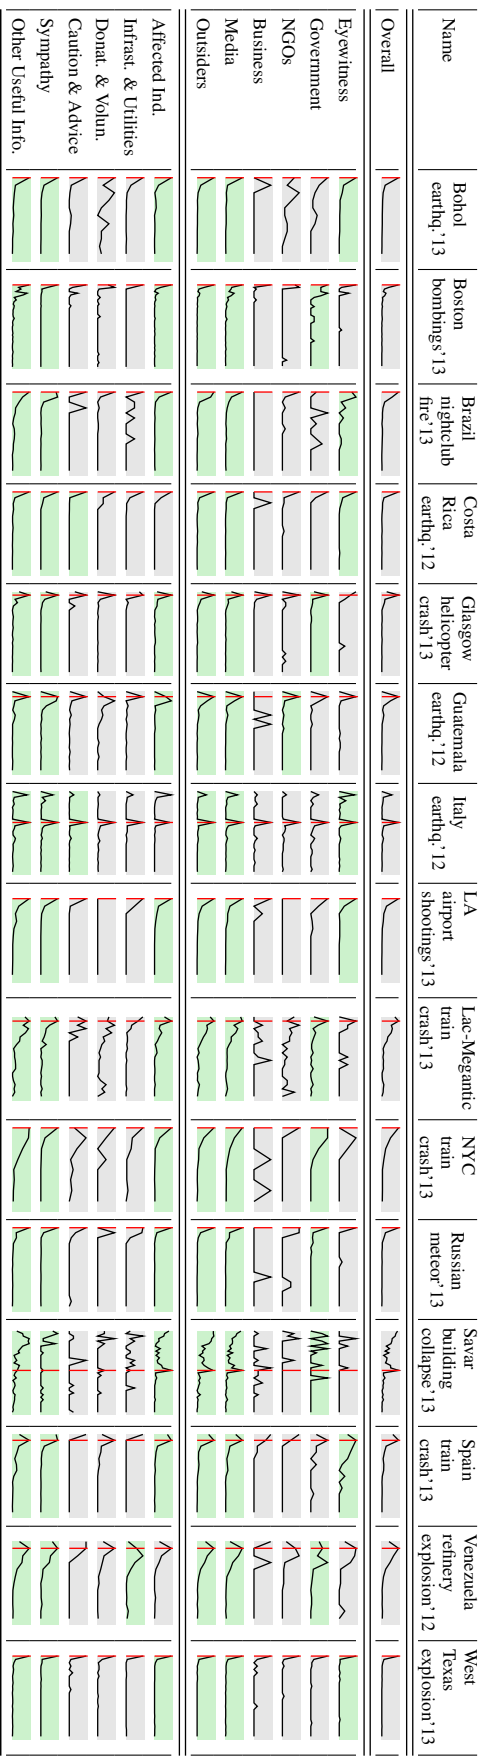 Name
Bohol
earthq.'13
Boston
bombings'13
Brazil
nightclub
fire'13
Costa
Rica
earthq.'12
Glasgow
helicopter
crash'13
Guatemala
earthq.'12
Italy
earthq.'12
LA
airport
shootings'13
Lac-Megantic
train
crash'13
NYC
train
crash'13
Russian
meteor'13
Savar
building
collapse'13
Spain
train
crash'13
Venezuela
refinery
explosion'12
West
Texas
explosion'13
Overall
Eyewitness
Government
NGOs
Business
Media
Outsiders
Affected Ind.
Infrast. & Utilities
Donat. & Volun.
Caution & Advice
Sympathy
Other Useful Info.